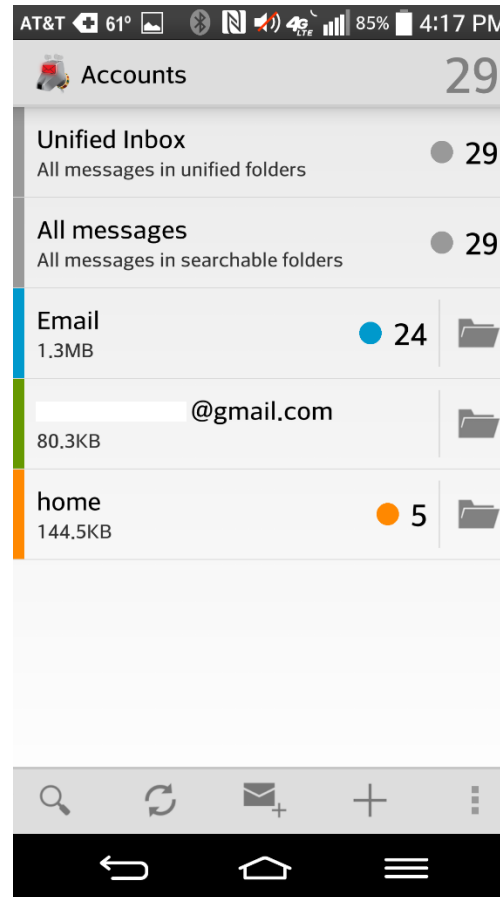 AT&T 61° 4G LTE 85% 4:17 PM
Accounts 29
Unified Inbox
All messages in unified folders
29
All messages
All messages in searchable folders
29
Email
1.3MB
24
@gmail.com
80.3KB
home
144.5KB
5